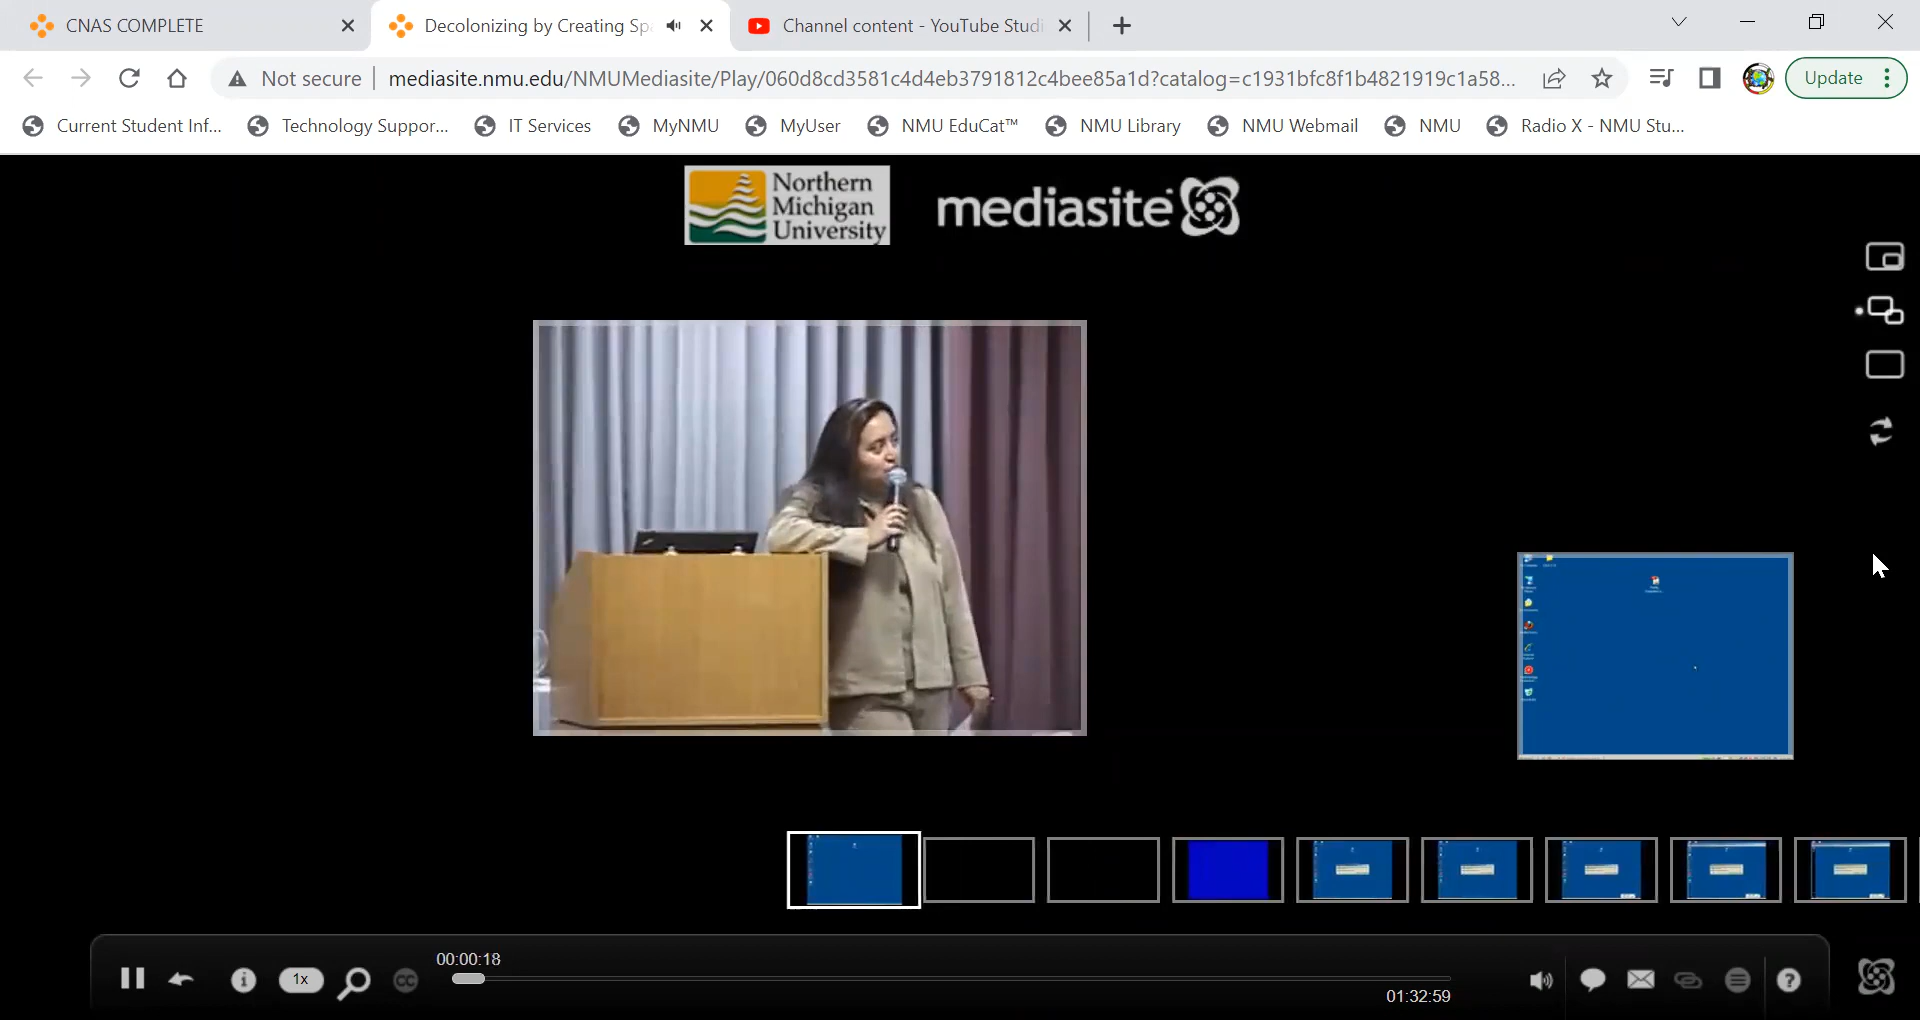 CNAS COMPLETE
Decolonizing by Creating Sp
Channel content - YouTube Studi
Not secure
mediasite.nmu.edu/NMUMediasite/Play/060d8cd3581c4d4eb3791812c4bee85a1d?catalog=c1931bfc8f1b4821919c1a58...
Update
Current Student Inf...
Technology Suppor...
IT Services
MyNMU
MyUser
NMU EduCat™
NMU Library
NMU Webmail
NMU
Radio X - NMU Stu...
Northern
Michigan
University
mediasite
00:00:18
1x
CC
01:32:59